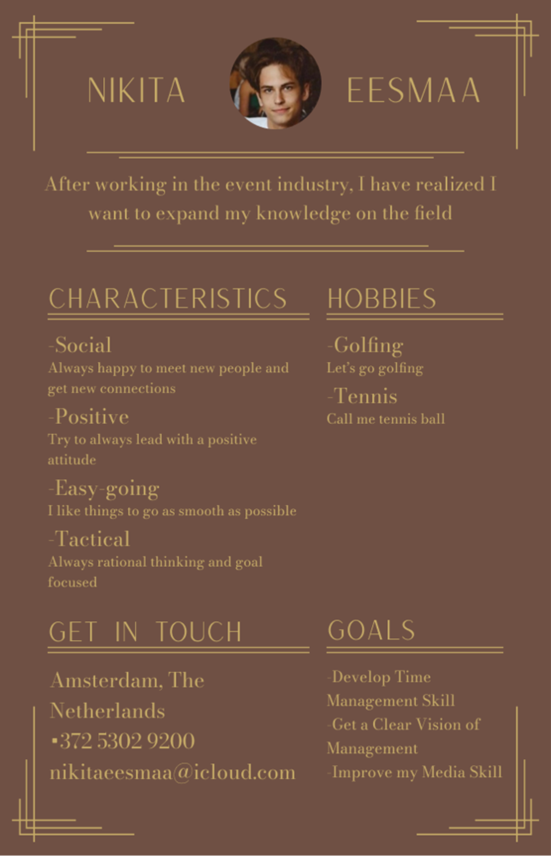 NIKITA EESMAA
After working in the event industry, I have realized I
want to expand my knowledge on the field
CHARACTERISTICS
-Social
Always happy to meet new people and
get new connections
-Positive
Try to always lead with a positive
attitude
-Easy-going
I like things to go as smooth as possible
-Tactical
Always rational thinking and goal
focused
HOBBIES
-Golfing
Let's go golfing
-Tennis
Call me tennis ball
GET IN TOUCH
Amsterdam, The
Netherlands
+372 5302 9200
nikitaeesmaa@icloud.com
GOALS
-Develop Time
Management Skill
-Get a Clear Vision of
Management
-Improve my Media Skill